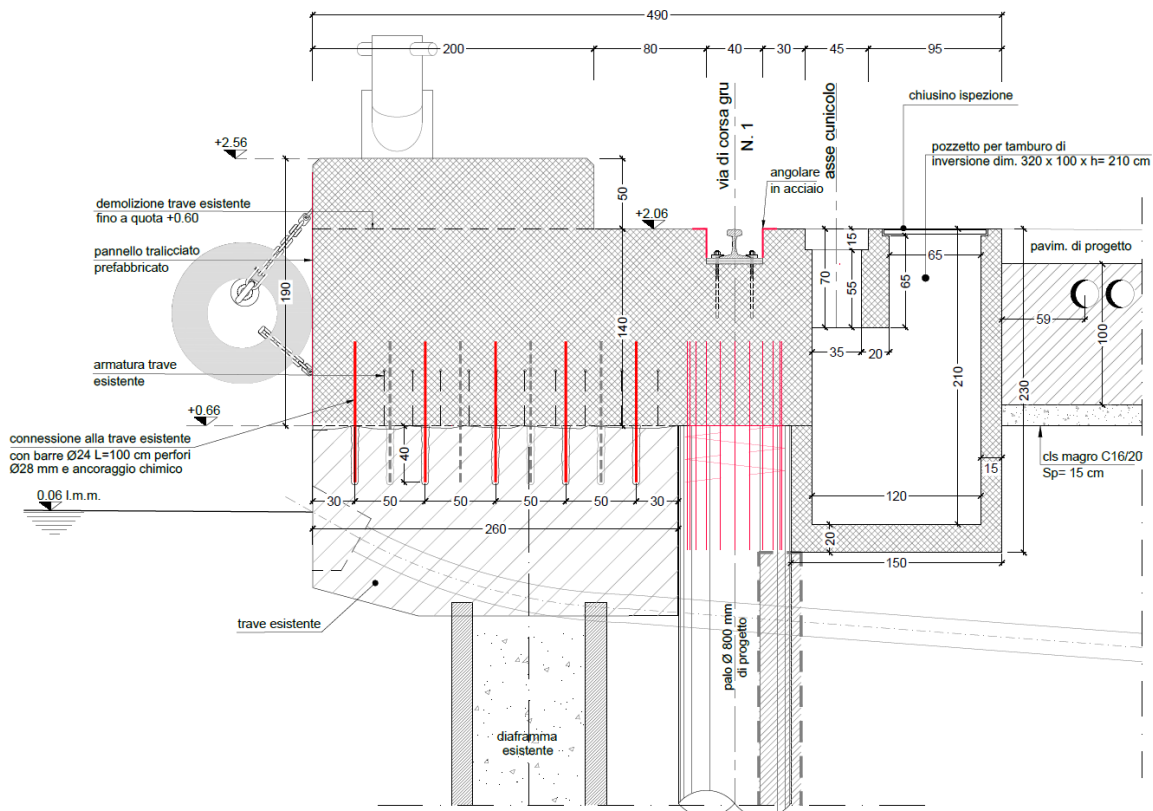 490
200
80
40
30
45
95
chiusino ispezione
via di corsa gru
N. 1
asse cunicolo
pozzetto per tamburo di
inversione dim. 320 x 100 x h= 210 cm
+2.56
angolare
in acciaio
50
demolizione trave esistente
fino a quota +0.60
+2.06
15
pavim. di progetto
pannello tralicciato
prefabbricato
65
70
55
65
190
140
59
100
35
20
armatura trave
esistente
210
230
+0.66
connessione alla trave esistente
con barre Ø24 L=100 cm perfori
Ø28 mm e ancoraggio chimico
40
cls magro C16/20
Sp= 15 cm
15
0.06 l.m.m.
30
50
50
50
50
30
120
260
20
150
trave esistente
palo Ø 800 mm
di progetto
diaframma
esistente